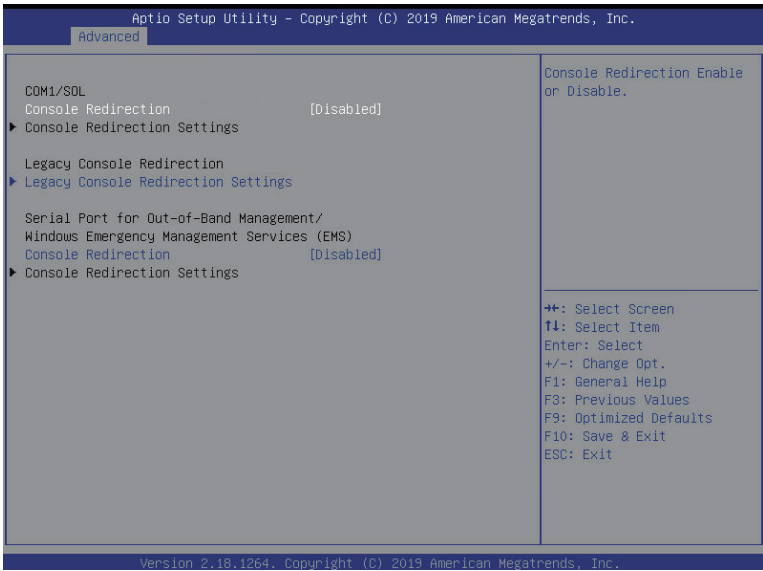 Aptio Setup Utility – Copyright (C) 2019 American Megatrends, Inc.
Advanced
COM1/SOL
Console Redirection [Disabled]
▶ Console Redirection Settings
Legacy Console Redirection
▶ Legacy Console Redirection Settings
Serial Port for Out-of-Band Management/
Windows Emergency Management Services (EMS)
Console Redirection [Disabled]
▶ Console Redirection Settings
Console Redirection Enable
or Disable.
→←: Select Screen
↑↓: Select Item
Enter: Select
+/-: Change Opt.
F1: General Help
F3: Previous Values
F9: Optimized Defaults
F10: Save & Exit
ESC: Exit
Version 2.18.1264. Copyright (C) 2019 American Megatrends, Inc.